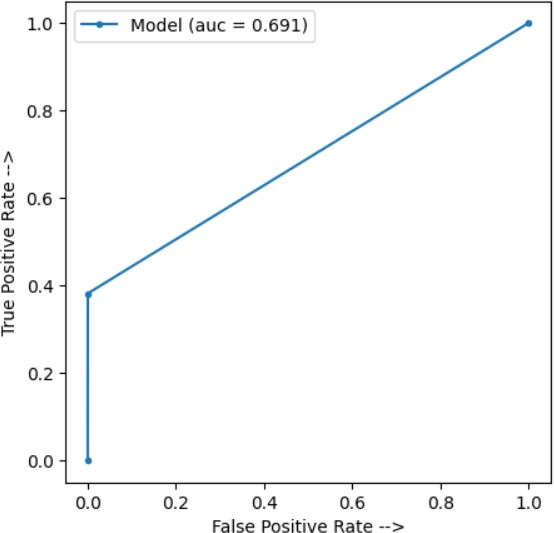 Model (auc = 0.691)
1.0
0.8
0.6
0.4
0.2
0.0
True Positive Rate -->
0.0 0.2 0.4 0.6 0.8 1.0
False Positive Rate -->